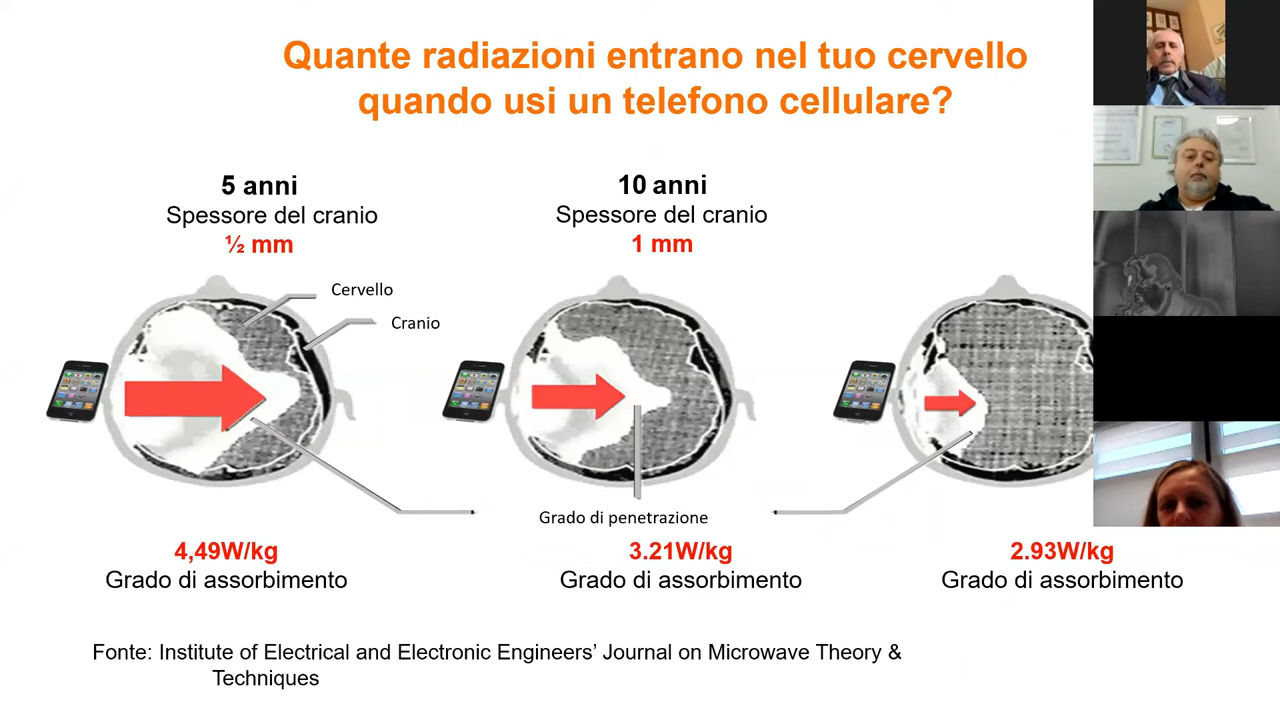 Quante radiazioni entrano nel tuo cervello
quando usi un telefono cellulare?
5 anni
Spessore del cranio
½ mm
10 anni
Spessore del cranio
1 mm
Cervello
Cranio
Grado di penetrazione
4,49W/kg
Grado di assorbimento
3.21W/kg
Grado di assorbimento
2.93W/kg
Grado di assorbimento
Fonte: Institute of Electrical and Electronic Engineers’ Journal on Microwave Theory &
Techniques